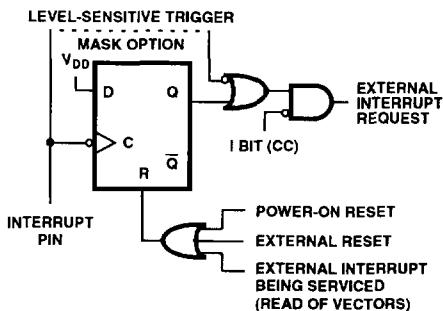 LEVEL-SENSITIVE TRIGGER
MASK OPTION
VDD
D
Q
C
Q̅
R
I BIT (CC)
EXTERNAL
INTERRUPT
REQUEST
INTERRUPT
PIN
POWER-ON RESET
EXTERNAL RESET
EXTERNAL INTERRUPT
BEING SERVICED
(READ OF VECTORS)